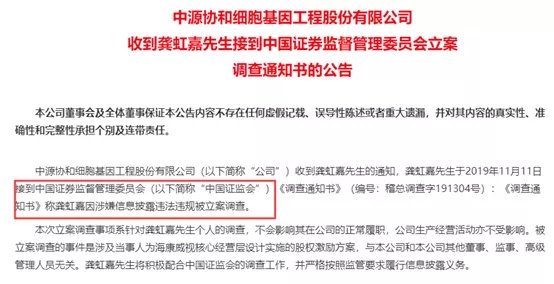 中源协和细胞基因工程股份有限公司
收到龚虹嘉先生接到中国证券监督管理委员会立案
调查通知书的公告
本公司董事会及全体董事保证本公告内容不存在任何虚假记载、误导性陈述或者重大遗漏，并对其内容的真实性、准
确性和完整性承担个别及连带责任。
中源协和细胞基因工程股份有限公司（以下简称“公司”）收到龚虹嘉先生的通知，龚虹嘉先生于2019年11月11日
接到中国证券监督管理委员会（以下简称“中国证监会”）《调查通知书》（编号：稽总调查字191304号）：《调查通
知书》称龚虹嘉因涉嫌信息披露违法违规被立案调查。
本次立案调查事项系针对龚虹嘉先生个人的调查，不会影响其在公司的正常履职，公司生产经营活动亦不受影响。被
立案调查的事件是涉及当事人为海康威视核心经营层设计实施的股权激励方案，与本公司和本公司其他董事、监事、高级
管理人员无关。龚虹嘉先生将积极配合中国证监会的调查工作，并严格按照监管要求履行信息披露义务。